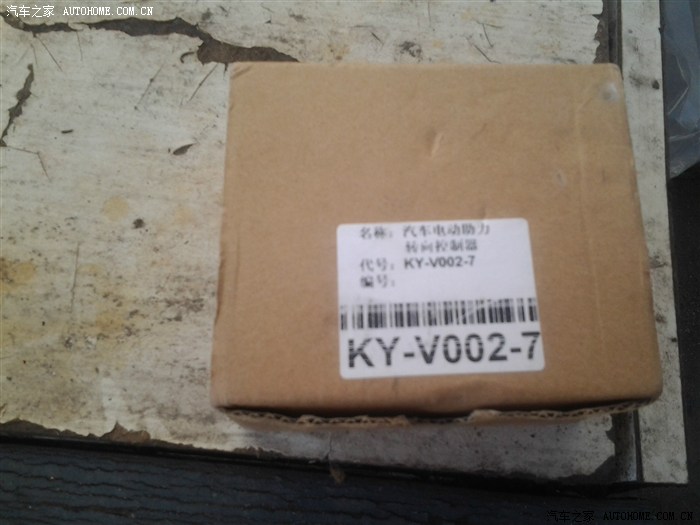 汽车之家 AUTOHOME.COM.CN
名称：汽车电动助力
转向控制器
代号：KY-V002-7
编号：
KY-V002-7
汽车之家 AUTOHOME.COM.CN